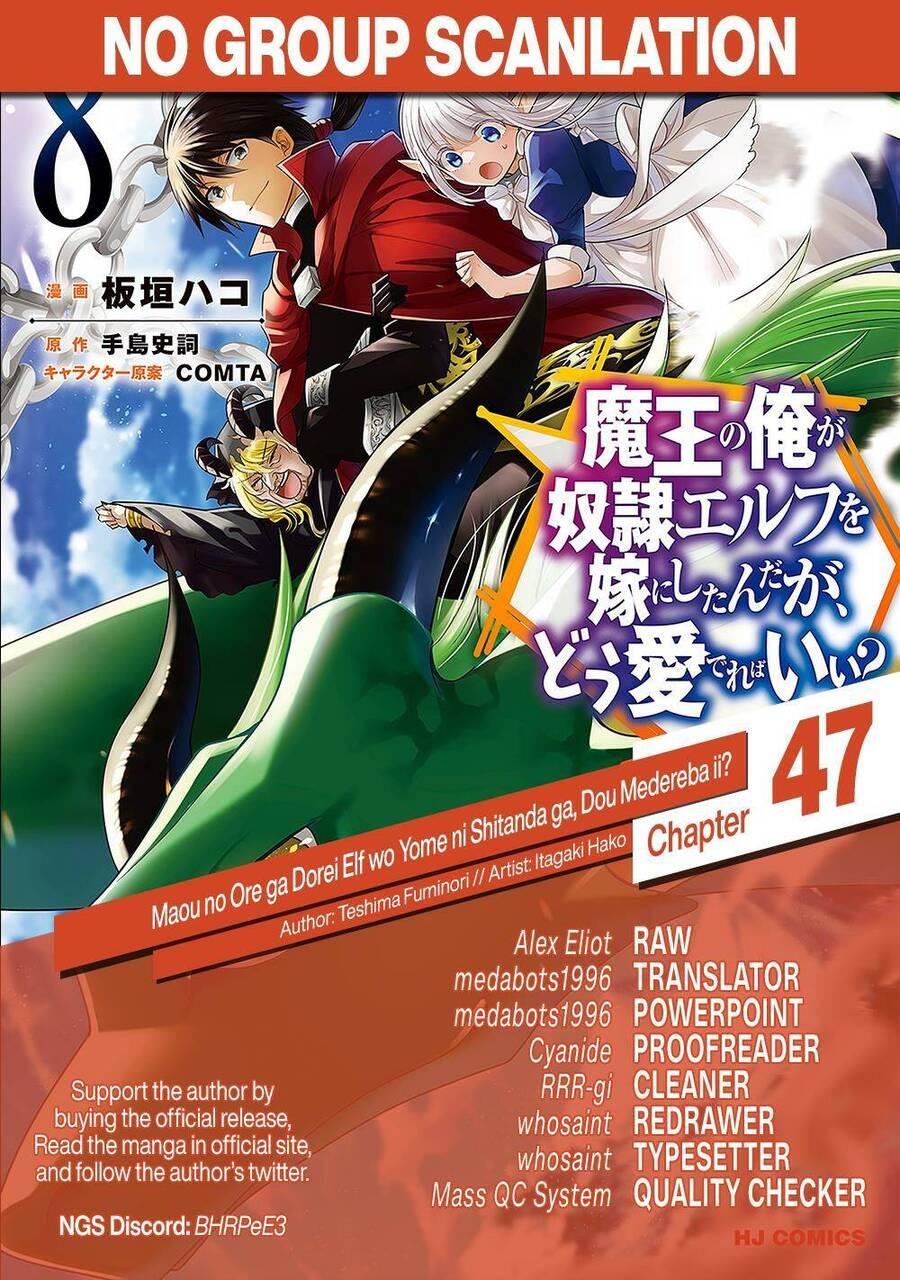 NO GROUP SCANLATION
8
漫画 板垣ハコ
原作 手島史詞
キャラクター原案 COMTA
魔王の俺が
奴隷エルフを
嫁にしたんだが、
どう愛でればいい?
Chapter 47
Maou no Ore ga Dorei Elf wo Yome ni Shitanda ga, Dou Medereba ii?
Author: Teshima Fuminori // Artist: Itagaki Hako
Alex Eliot RAW
medabots1996 TRANSLATOR
medabots1996 POWERPOINT
Cyanide PROOFREADER
RRR-gi CLEANER
whosaint REDRAWER
whosaint TYPESETTER
Mass QC System QUALITY CHECKER
Support the author by
buying the official release,
Read the manga in official site,
and follow the author's twitter.
NGS Discord: BHRPeE3
HJ COMICS